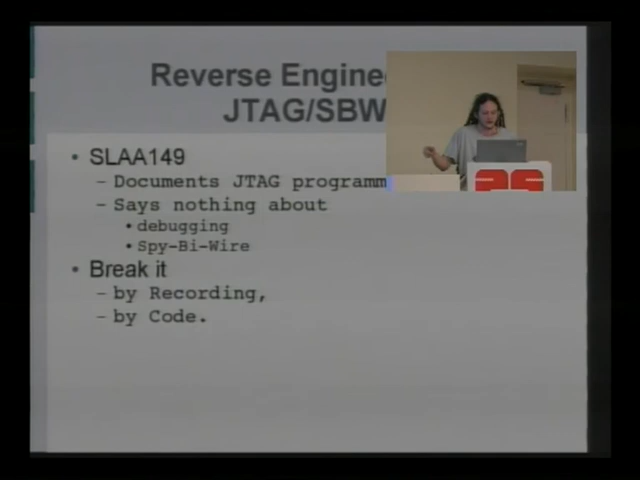 Reverse Engine
JTAG/SBW
• SLAA149
– Documents JTAG programm
– Says nothing about
• debugging
• Spy-Bi-Wire
• Break it
– by Recording,
– by Code.